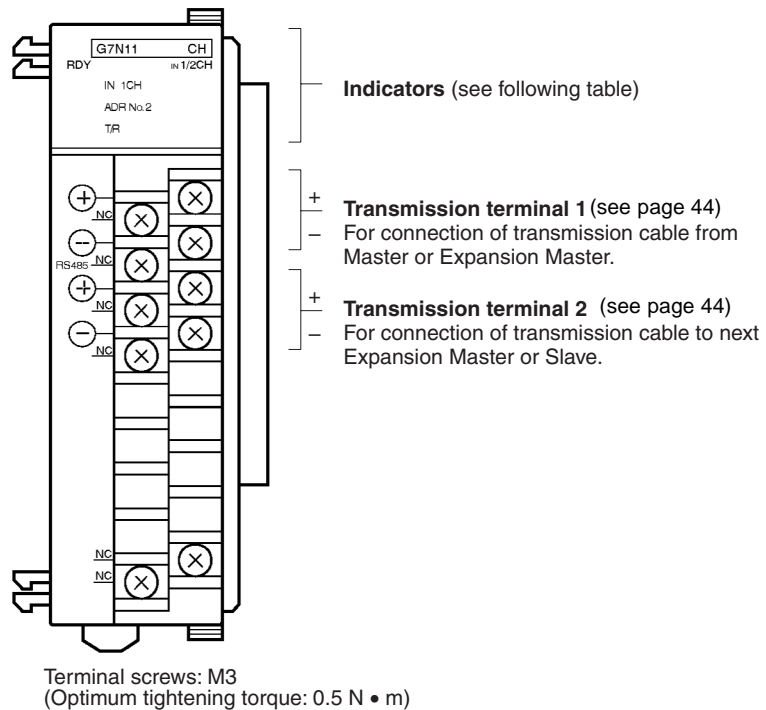 G7N11 CH
RDY IN 1/2CH
IN 1CH
ADR No.2
T/R
Indicators (see following table)
+
NC
−
RS485 NC
+
NC
−
NC
+
Transmission terminal 1 (see page 44)
–
For connection of transmission cable from
Master or Expansion Master.
+
Transmission terminal 2 (see page 44)
–
For connection of transmission cable to next
Expansion Master or Slave.
NC
NC
Terminal screws: M3
(Optimum tightening torque: 0.5 N • m)